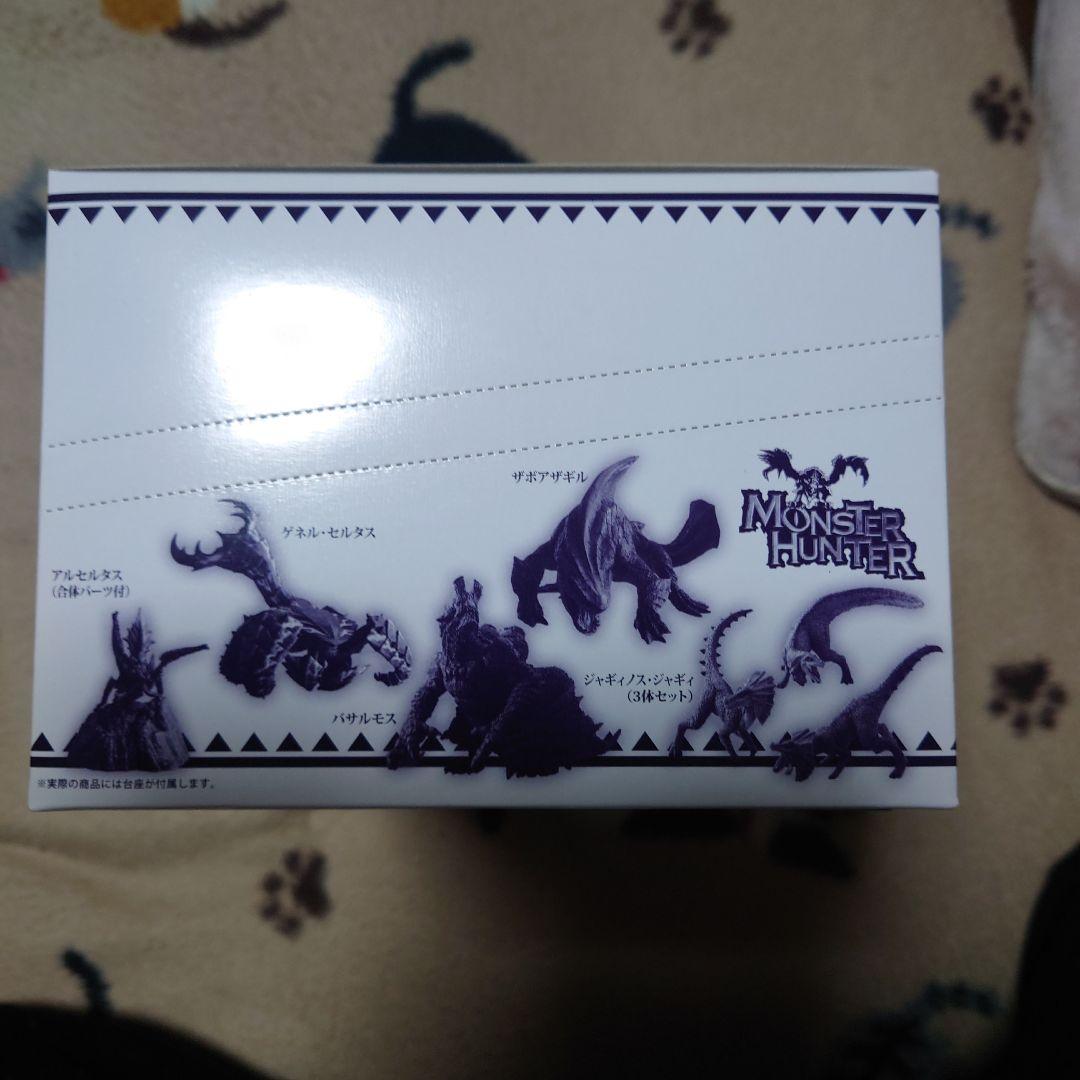 ザボアザギル
MONSTER
HUNTER
ゲネル・セルタス
アルセルタス
(合体パーツ付)
ジャギィノス・ジャギィ
(3体セット)
バサルモス
※実際の商品には台座が付属します。